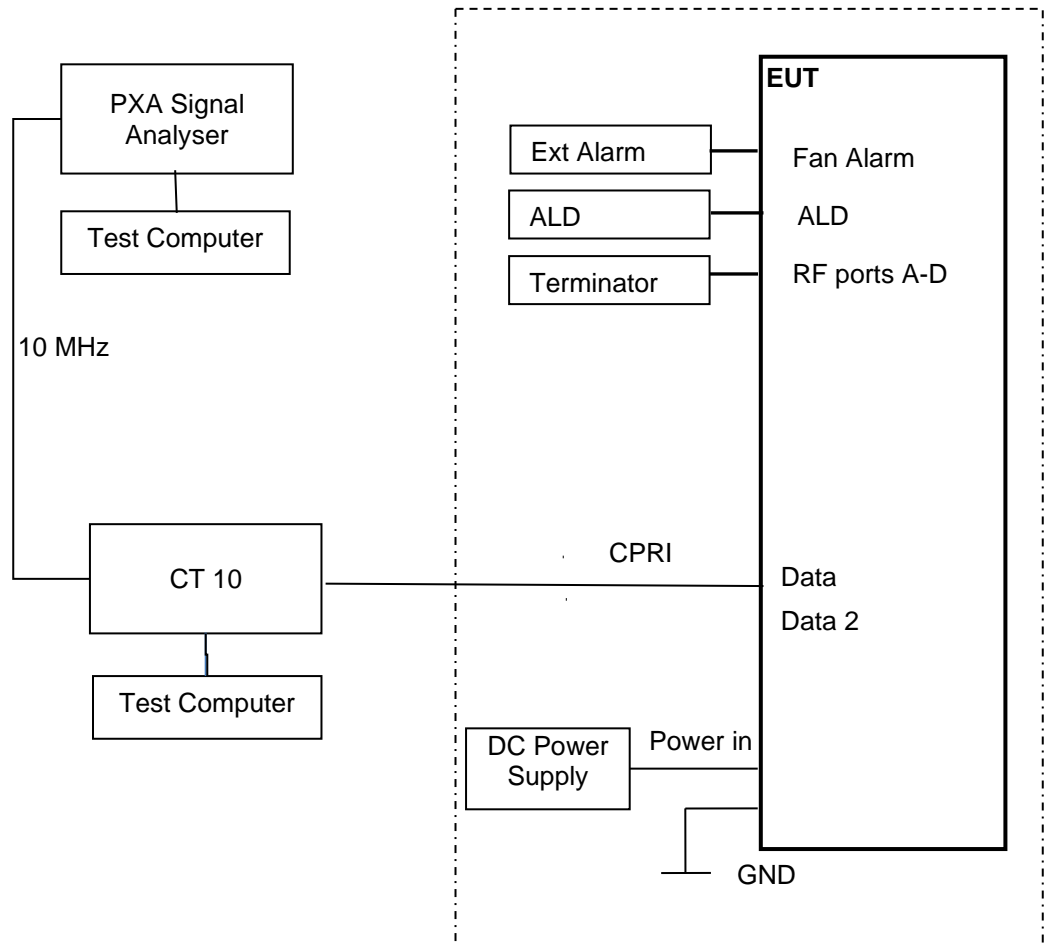 PXA Signal
Analyser
Test Computer
10 MHz
CT 10
Test Computer
EUT
Ext Alarm
Fan Alarm
ALD
ALD
Terminator
RF ports A-D
CPRI
Data
Data 2
DC Power
Supply
Power in
GND